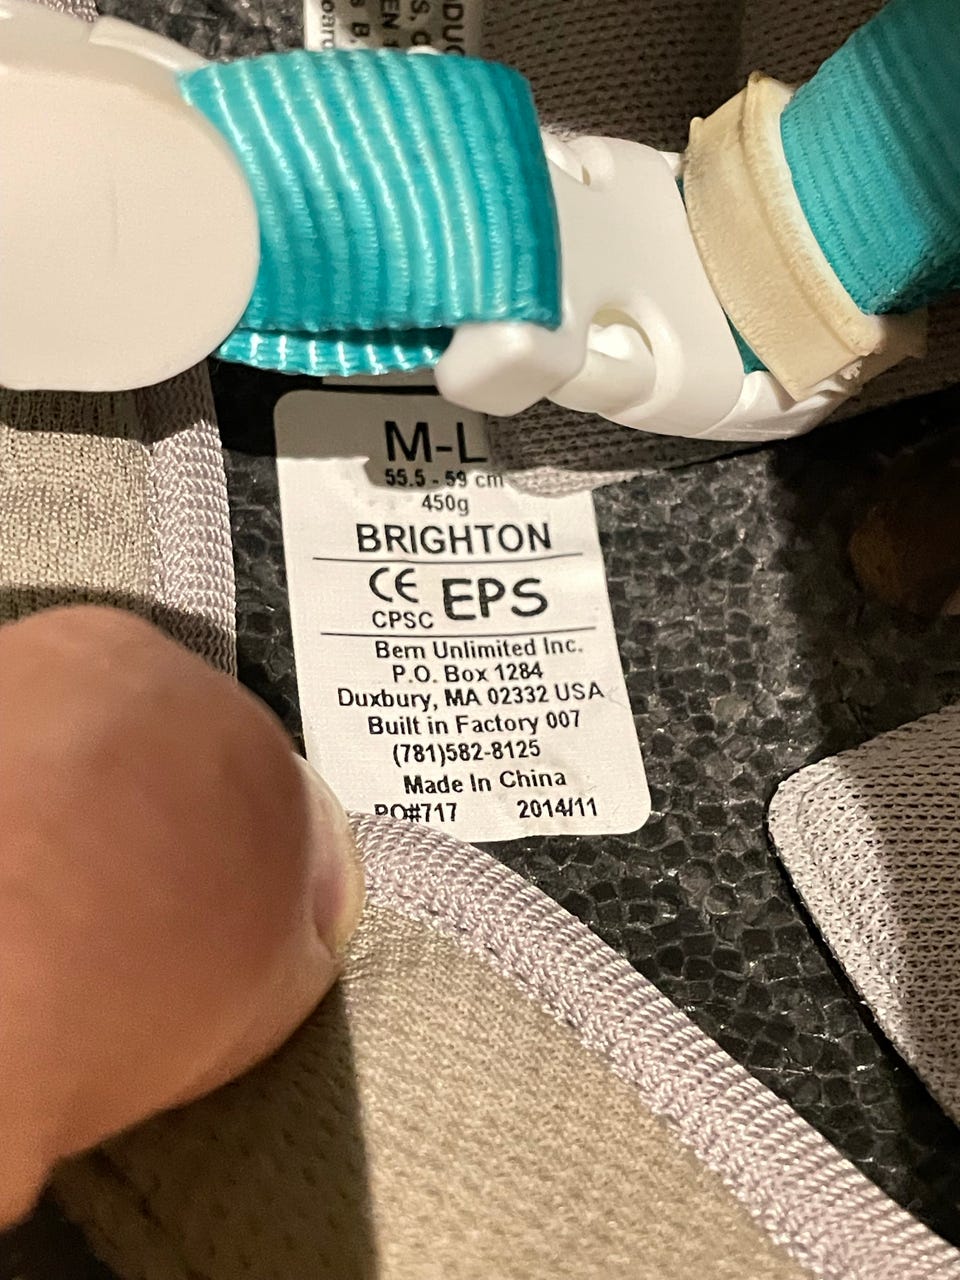 M-L
55.5 - 59 cm
450g
BRIGHTON
CE EPS
CPSC
Bern Unlimited Inc.
P.O. Box 1284
Duxbury, MA 02332 USA
Built in Factory 007
(781)582-8125
Made In China
PO#717 2014/11